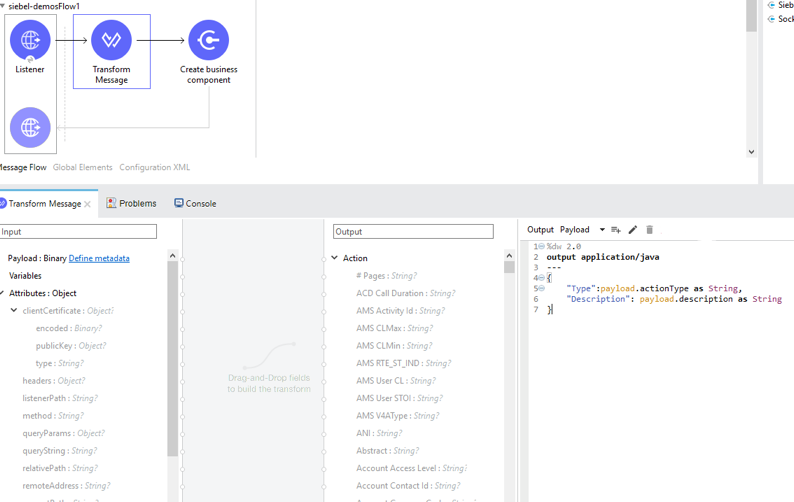 siebel-demosFlow1
Listener
Transform
Message
Create business
component
Sieb
Sock
Message Flow Global Elements Configuration XML
Transform Message Problems Console
Input
Payload : Binary Define metadata
Variables
Attributes : Object
clientCertificate : Object?
encoded : Binary?
publicKey : Object?
type : String?
headers : Object?
listenerPath : String?
method : String?
queryParams : Object?
queryString : String?
relativePath : String?
remoteAddress : String?
Drag-and-Drop fields
to build the transform
Output
Action
# Pages : String?
ACD Call Duration : String?
AMS Activity Id : String?
AMS CLMax : String?
AMS CLMin : String?
AMS RTE_ST_IND : String?
AMS User CL : String?
AMS User STOI : String?
AMS V4AType : String?
ANI : String?
Abstract : String?
Account Access Level : String?
Account Contact Id : String?
Output Payload
1 %dw 2.0
2 output application/java
3 ---
4 {
5 "Type":payload.actionType as String,
6 "Description": payload.description as String
7 }